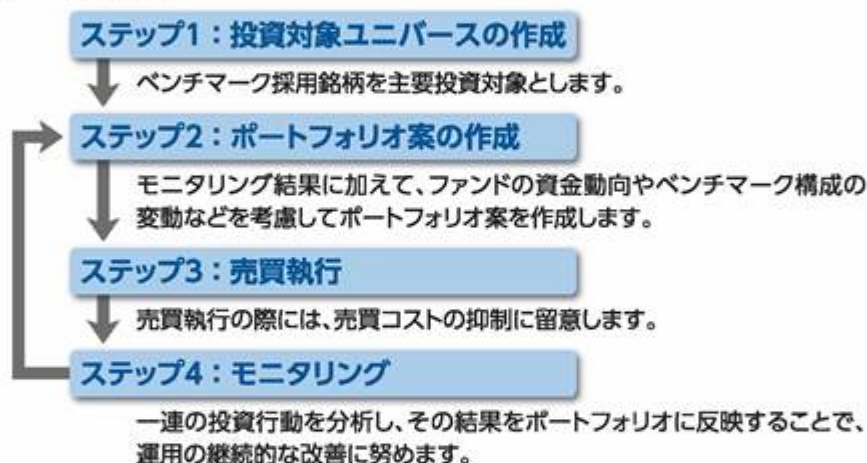 ステップ1：投資対象ユニバースの作成
ベンチマーク採用銘柄を主要投資対象とします。
ステップ2：ポートフォリオ案の作成
モニタリング結果に加えて、ファンドの資金動向やベンチマーク構成の
変動などを考慮してポートフォリオ案を作成します。
ステップ3：売買執行
売買執行の際には、売買コストの抑制に留意します。
ステップ4：モニタリング
一連の投資行動を分析し、その結果をポートフォリオに反映することで、
運用の継続的な改善に努めます。